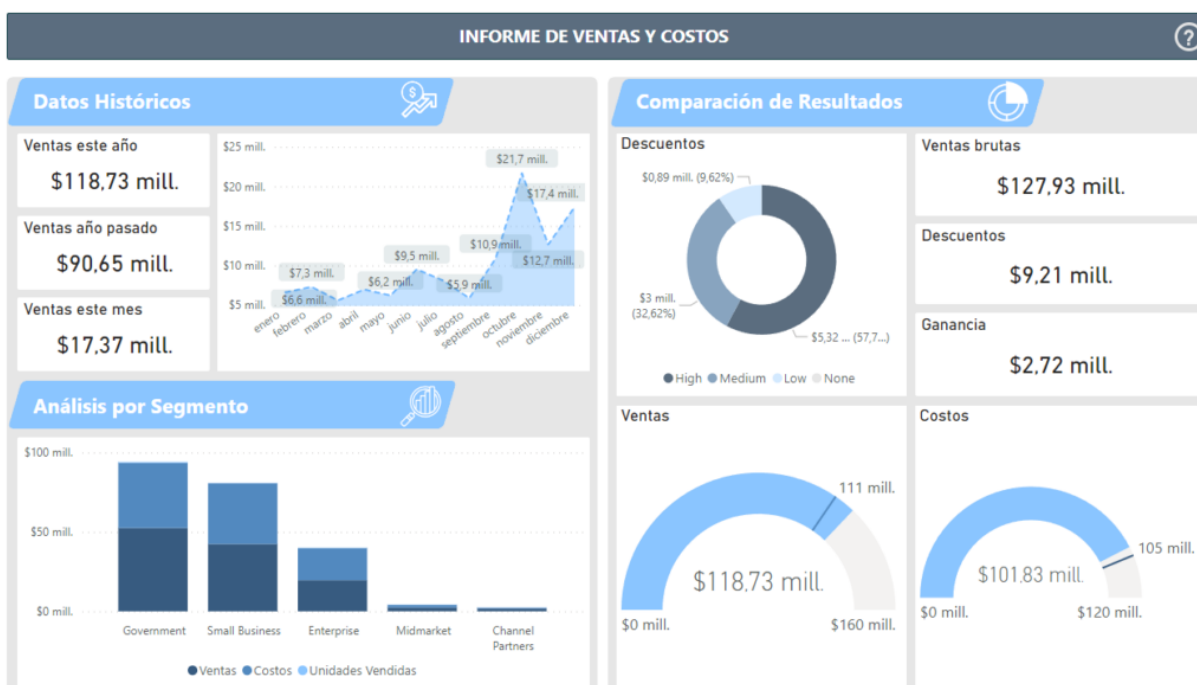 INFORME DE VENTAS Y COSTOS
?
Datos Históricos
Ventas este año
$118,73 mill.
Ventas año pasado
$90,65 mill.
Ventas este mes
$17,37 mill.
$25 mill.
$20 mill.
$15 mill.
$10 mill.
$5 mill.
$6,6 mill.
$7,3 mill.
$6,2 mill.
$9,5 mill.
$5,9 mill.
$10,9 mill.
$21,7 mill.
$12,7 mill.
$17,4 mill.
enero
febrero
marzo
abril
mayo
junio
julio
agosto
septiembre
octubre
noviembre
diciembre
Análisis por Segmento
$100 mill.
$50 mill.
$0 mill.
Government
Small Business
Enterprise
Midmarket
Channel
Partners
Ventas Costos Unidades Vendidas
Comparación de Resultados
Descuentos
$0,89 mill. (9,62%)
$3 mill.
(32,62%)
$5,32 ... (57,7...)
High Medium Low None
Ventas brutas
$127,93 mill.
Descuentos
$9,21 mill.
Ganancia
$2,72 mill.
Ventas
111 mill.
$118,73 mill.
$0 mill.
$160 mill.
Costos
105 mill.
$101,83 mill.
$0 mill.
$120 mill.